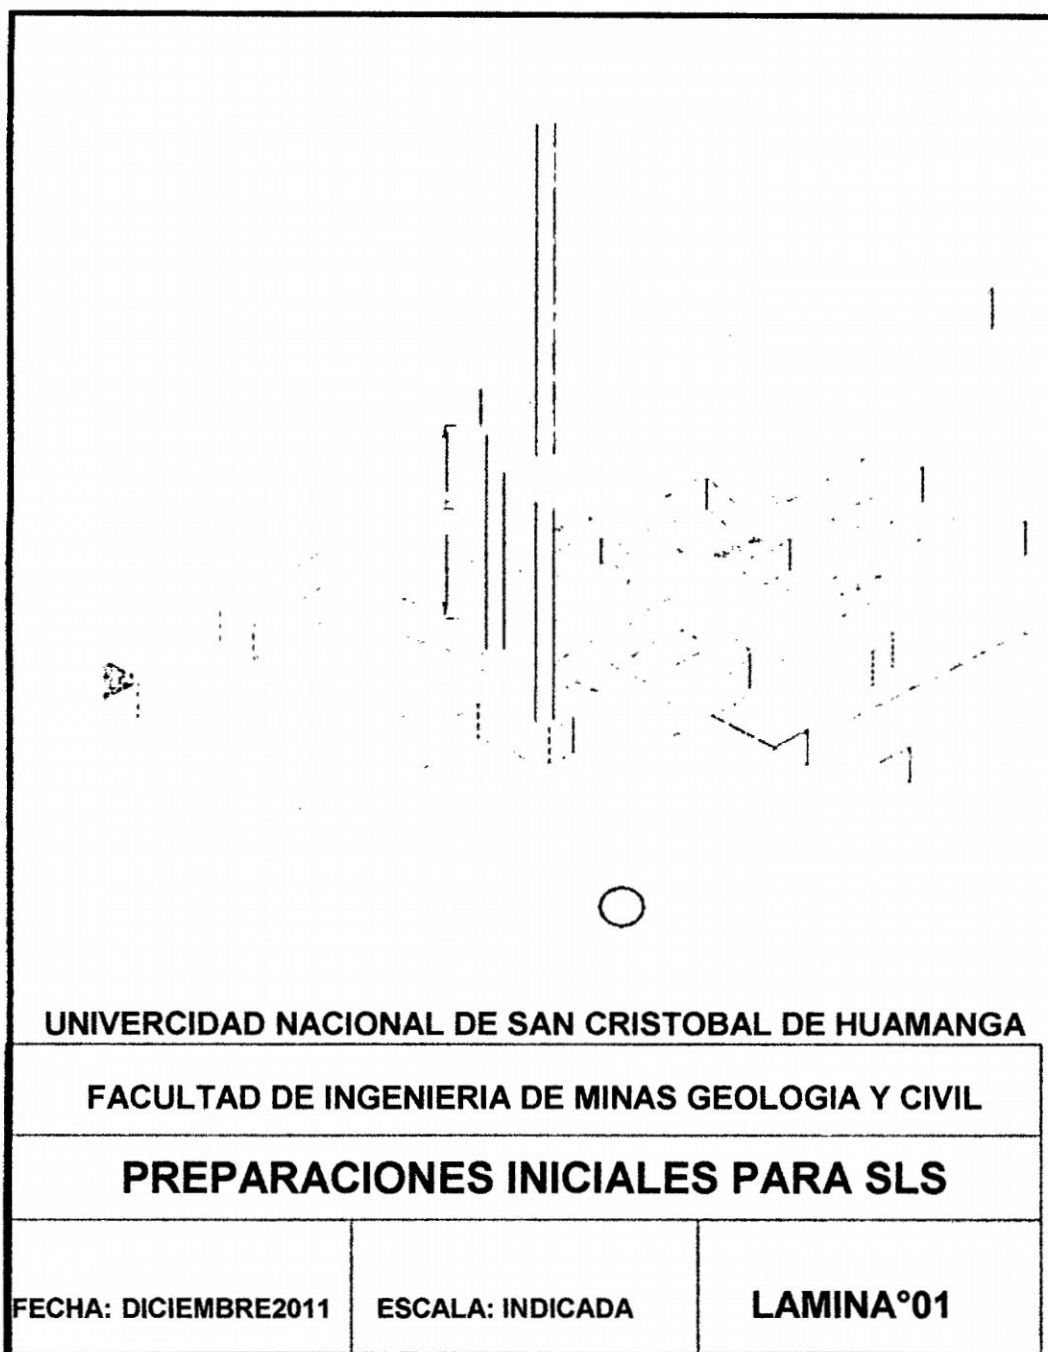 UNIVERCIDAD NACIONAL DE SAN CRISTOBAL DE HUAMANGA
FACULTAD DE INGENIERIA DE MINAS GEOLOGIA Y CIVIL
PREPARACIONES INICIALES PARA SLS
FECHA: DICIEMBRE2011
ESCALA: INDICADA
LAMINA°01